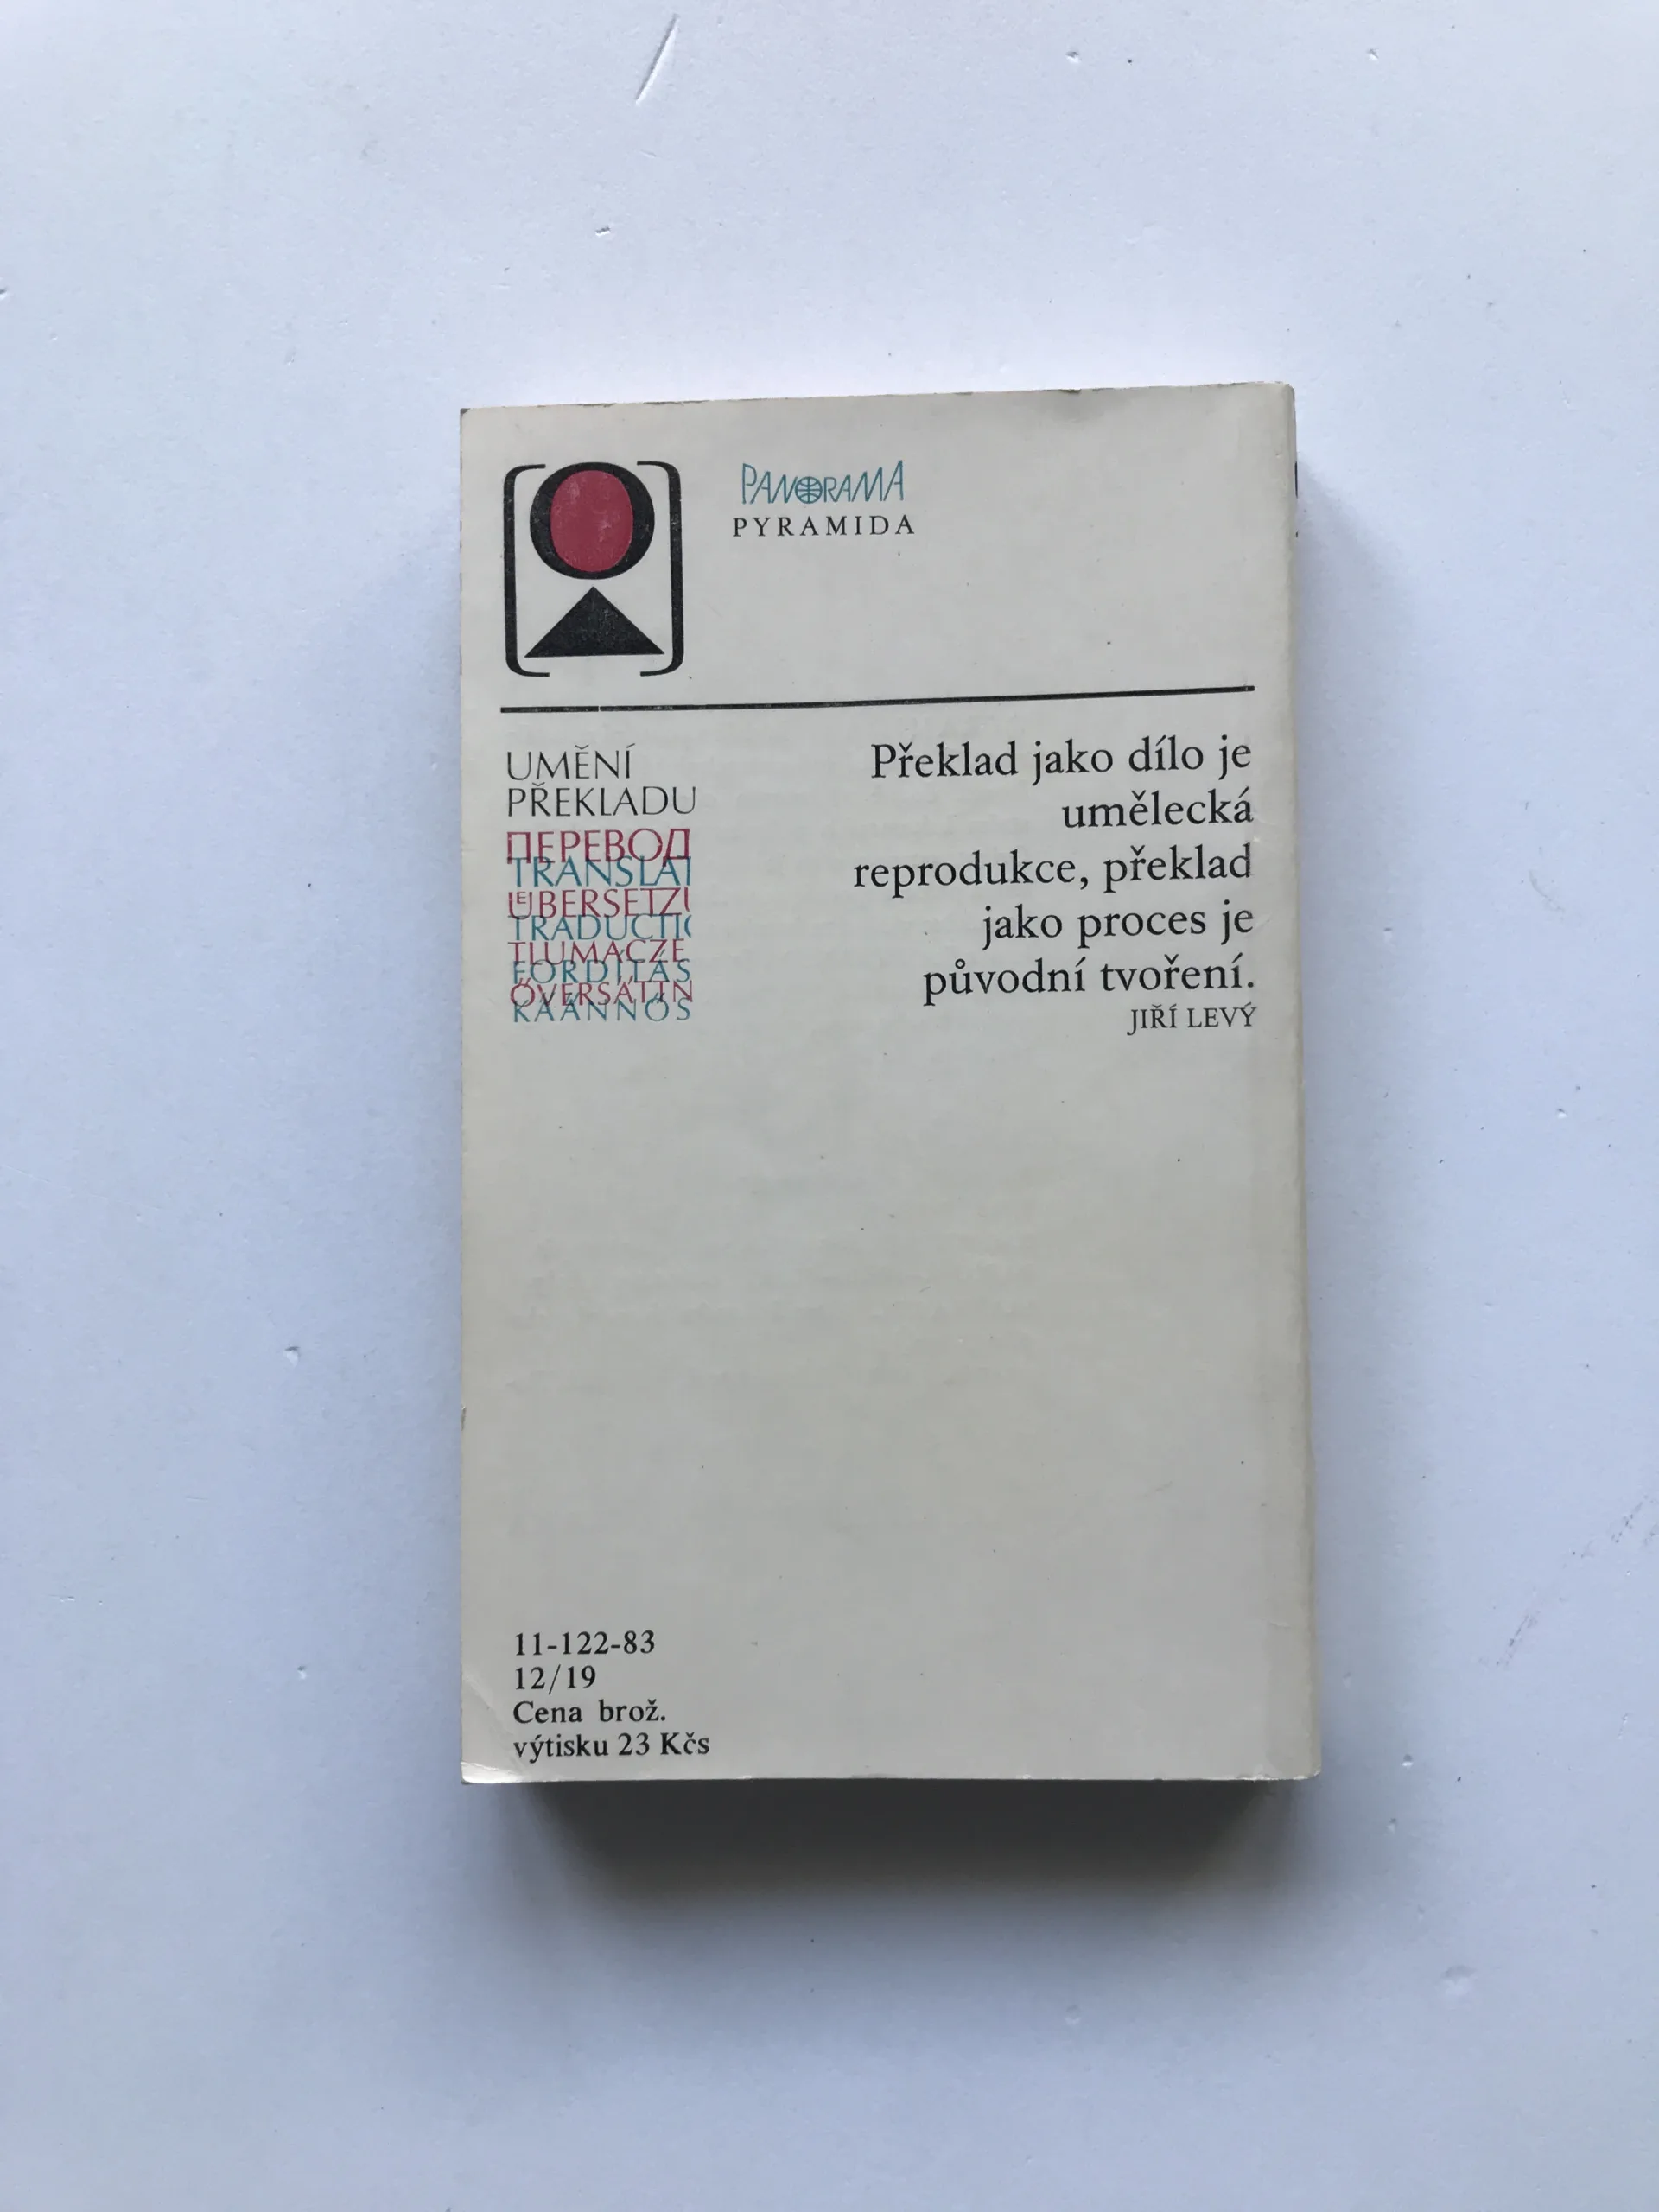 PANORAMA
PYRAMIDA
UMĚNÍ
PŘEKLADU
ПЕРЕВОД
TRANSLAT
ÜBERSETZU
TRADUCTIO
TŁUMACZE
FORDÍTÁS
ÖVERSÄTTN
KÄÄNNÖS
Překlad jako dílo je
umělecká
reprodukce, překlad
jako proces je
původní tvoření.
JIŘÍ LEVÝ
11-122-83
12/19
Cena brož.
výtisku 23 Kčs